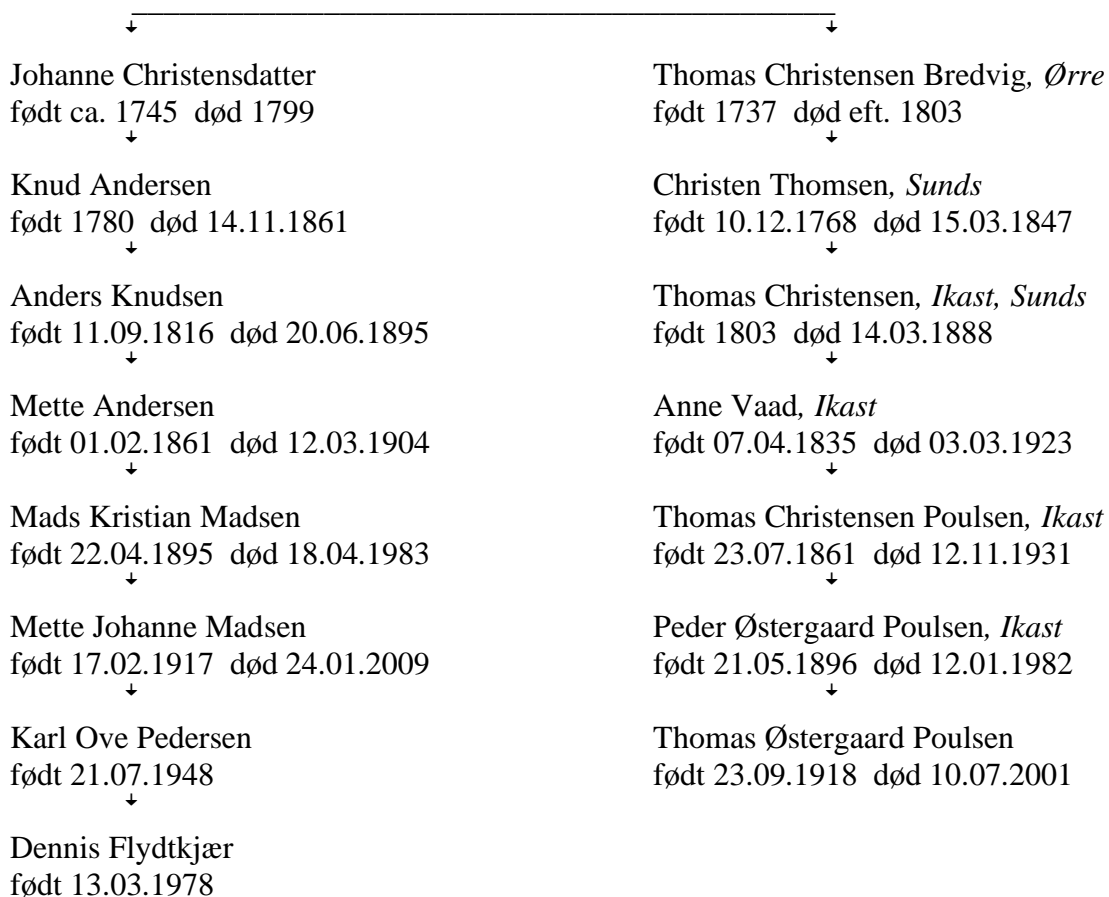 Johanne Christensdatter
født ca. 1745 død 1799
Knud Andersen
født 1780 død 14.11.1861
Anders Knudsen
født 11.09.1816 død 20.06.1895
Mette Andersen
født 01.02.1861 død 12.03.1904
Mads Kristian Madsen
født 22.04.1895 død 18.04.1983
Mette Johanne Madsen
født 17.02.1917 død 24.01.2009
Karl Ove Pedersen
født 21.07.1948
Dennis Flydtkjær
født 13.03.1978
Thomas Christensen Bredvig, Ørre
født 1737 død eft. 1803
Christen Thomsen, Sunds
født 10.12.1768 død 15.03.1847
Thomas Christensen, Ikast, Sunds
født 1803 død 14.03.1888
Anne Vaad, Ikast
født 07.04.1835 død 03.03.1923
Thomas Christensen Poulsen, Ikast
født 23.07.1861 død 12.11.1931
Peder Østergaard Poulsen, Ikast
født 21.05.1896 død 12.01.1982
Thomas Østergaard Poulsen
født 23.09.1918 død 10.07.2001